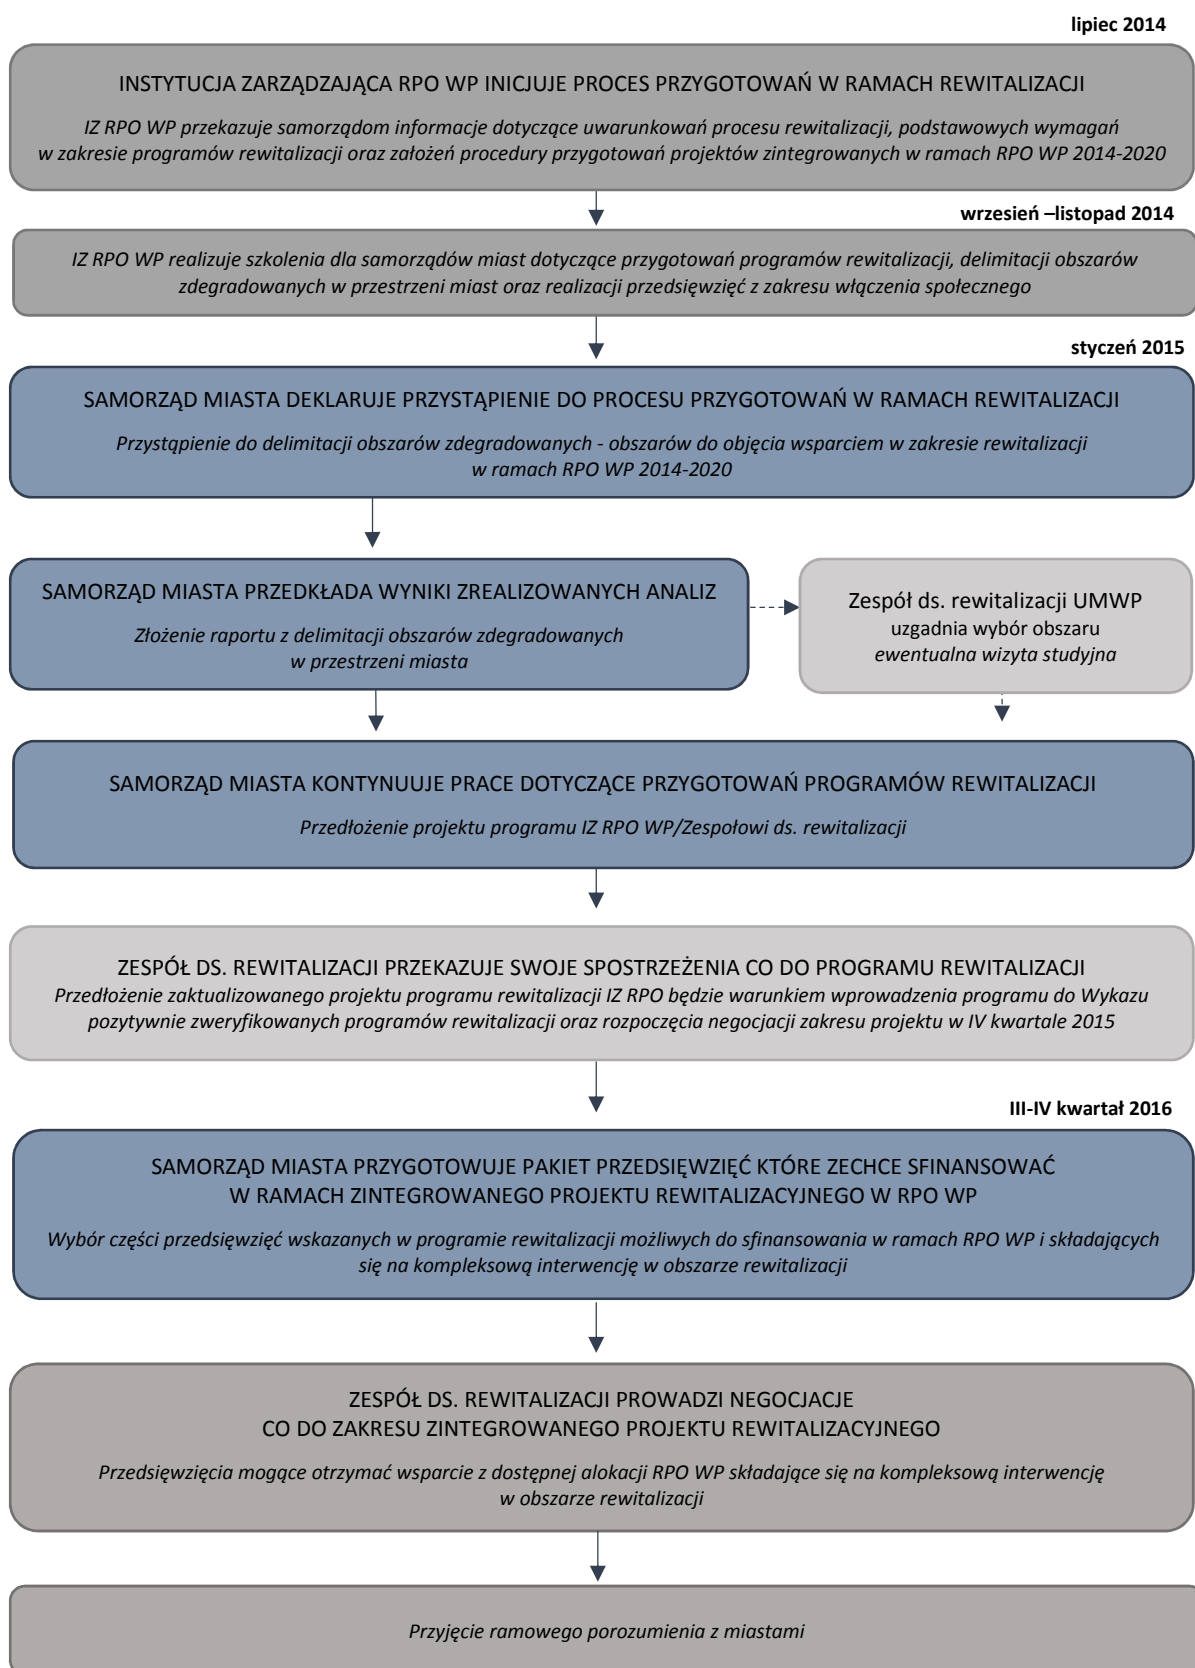 lipiec 2014
INSTYTUCJA ZARZĄDZAJĄCA RPO WP INICJUJE PROCES PRZYGOTOWAŃ W RAMACH REWITALIZACJI
IZ RPO WP przekazuje samorządom informacje dotyczące uwarunkowań procesu rewitalizacji, podstawowych wymagań
w zakresie programów rewitalizacji oraz założeń procedury przygotowań projektów zintegrowanych w ramach RPO WP 2014-2020
wrzesień –listopad 2014
IZ RPO WP realizuje szkolenia dla samorządów miast dotyczące przygotowań programów rewitalizacji, delimitacji obszarów
zdegradowanych w przestrzeni miast oraz realizacji przedsięwzięć z zakresu włączenia społecznego
styczeń 2015
SAMORZĄD MIASTA DEKLARUJE PRZYSTĄPIENIE DO PROCESU PRZYGOTOWAŃ W RAMACH REWITALIZACJI
Przystąpienie do delimitacji obszarów zdegradowanych - obszarów do objęcia wsparciem w zakresie rewitalizacji
w ramach RPO WP 2014-2020
SAMORZĄD MIASTA PRZEDKŁADA WYNIKI ZREALIZOWANYCH ANALIZ
Złożenie raportu z delimitacji obszarów zdegradowanych
w przestrzeni miasta
Zespół ds. rewitalizacji UMWP
uzgadnia wybór obszaru
ewentualna wizyta studyjna
SAMORZĄD MIASTA KONTYNUUJE PRACE DOTYCZĄCE PRZYGOTOWAŃ PROGRAMÓW REWITALIZACJI
Przedłożenie projektu programu IZ RPO WP/Zespołowi ds. rewitalizacji
ZESPÓŁ DS. REWITALIZACJI PRZEKAZUJE SWOJE SPOSTRZEŻENIA CO DO PROGRAMU REWITALIZACJI
Przedłożenie zaktualizowanego projektu programu rewitalizacji IZ RPO będzie warunkiem wprowadzenia programu do Wykazu
pozytywnie zweryfikowanych programów rewitalizacji oraz rozpoczęcia negocjacji zakresu projektu w IV kwartale 2015
III-IV kwartał 2016
SAMORZĄD MIASTA PRZYGOTOWUJE PAKIET PRZEDSIĘWZIĘĆ KTÓRE ZECHCE SFINANSOWAĆ
W RAMACH ZINTEGROWANEGO PROJEKTU REWITALIZACYJNEGO W RPO WP
Wybór części przedsięwzięć wskazanych w programie rewitalizacji możliwych do sfinansowania w ramach RPO WP i składających
się na kompleksową interwencję w obszarze rewitalizacji
ZESPÓŁ DS. REWITALIZACJI PROWADZI NEGOCJACJE
CO DO ZAKRESU ZINTEGROWANEGO PROJEKTU REWITALIZACYJNEGO
Przedsięwzięcia mogące otrzymać wsparcie z dostępnej alokacji RPO WP składające się na kompleksową interwencję
w obszarze rewitalizacji
Przyjęcie ramowego porozumienia z miastami